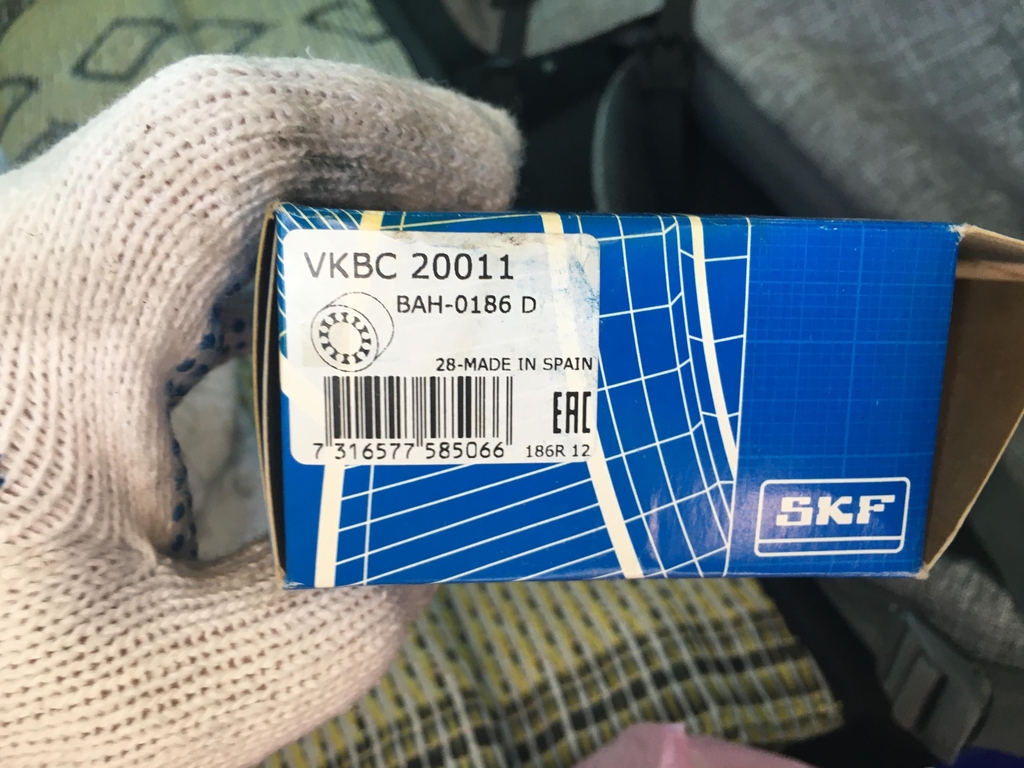 VKBC 20011
BAH-0186 D
28-MADE IN SPAIN
EAC
7 316577 585066
186R 12
SKF